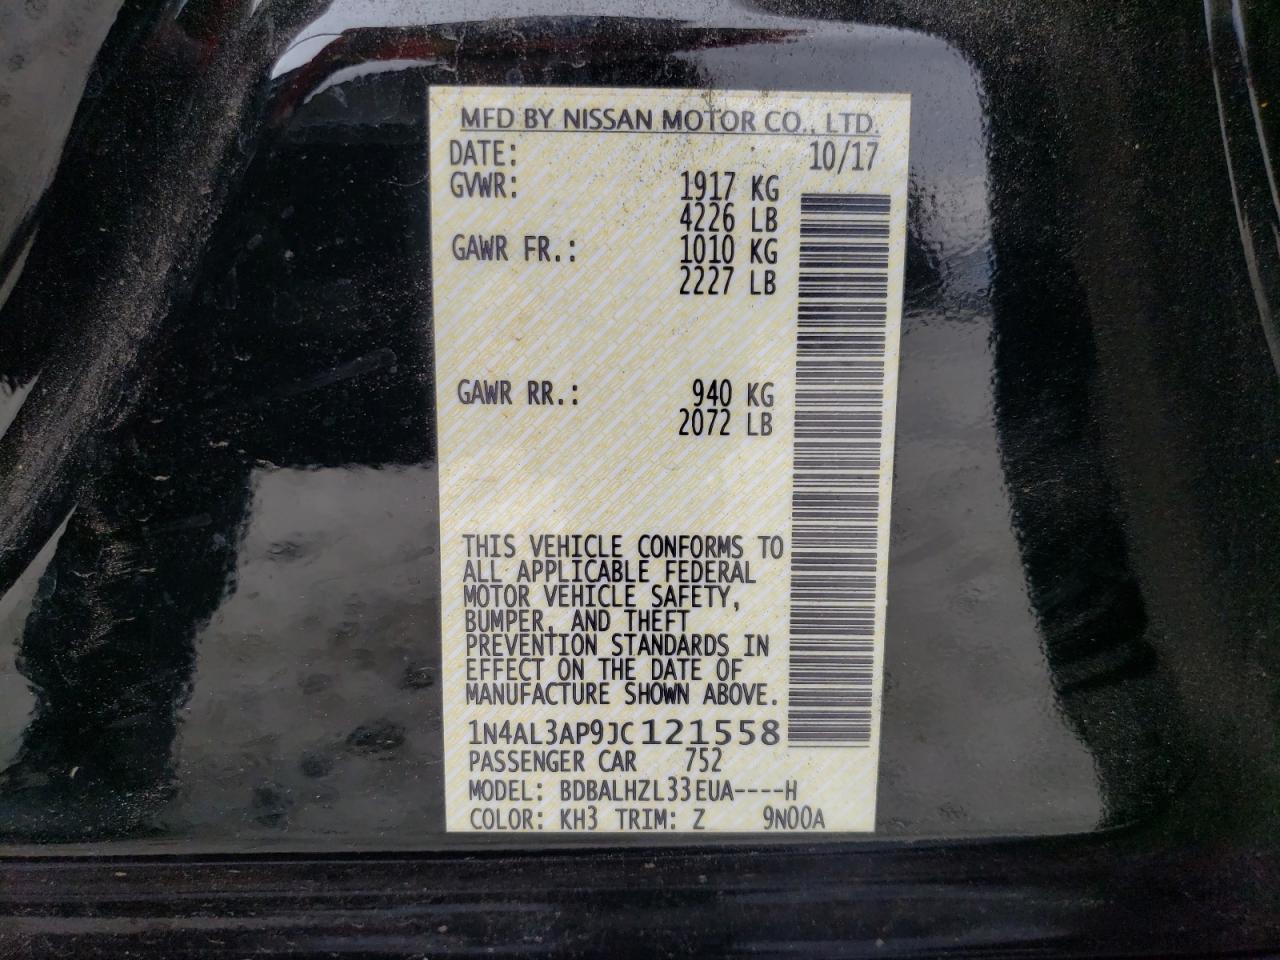 MFD BY NISSAN MOTOR CO., LTD.
DATE: 10/17
GVWR: 1917 KG
4226 LB
GAWR FR.: 1010 KG
2227 LB
GAWR RR.: 940 KG
2072 LB
THIS VEHICLE CONFORMS TO
ALL APPLICABLE FEDERAL
MOTOR VEHICLE SAFETY,
BUMPER, AND THEFT
PREVENTION STANDARDS IN
EFFECT ON THE DATE OF
MANUFACTURE SHOWN ABOVE.
1N4AL3AP9JC121558
PASSENGER CAR 752
MODEL: BDBALHZL33EUA----H
COLOR: KH3 TRIM: Z 9N00A